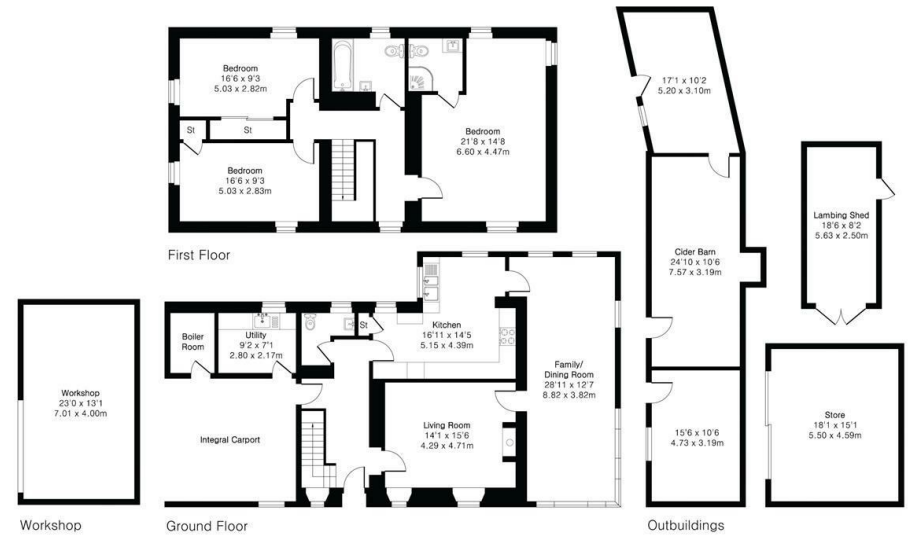 Bedroom
16'6 x 9'3
5.03 x 2.82m
St
St
Bedroom
16'6 x 9'3
5.03 x 2.83m
Bedroom
21'8 x 14'8
6.60 x 4.47m
First Floor
17'1 x 10'2
5.20 x 3.10m
Cider Barn
24'10 x 10'6
7.57 x 3.19m
Lambing Shed
18'6 x 8'2
5.63 x 2.50m
Workshop
23'0 x 13'1
7.01 x 4.00m
Workshop
Boiler
Room
Utility
9'2 x 7'1
2.80 x 2.17m
St
Kitchen
16'11 x 14'5
5.15 x 4.39m
Family/
Dining Room
28'11 x 12'7
8.82 x 3.82m
Integral Carport
Living Room
14'1 x 15'6
4.29 x 4.71m
Ground Floor
15'6 x 10'6
4.73 x 3.19m
Store
18'1 x 15'1
5.50 x 4.59m
Outbuildings